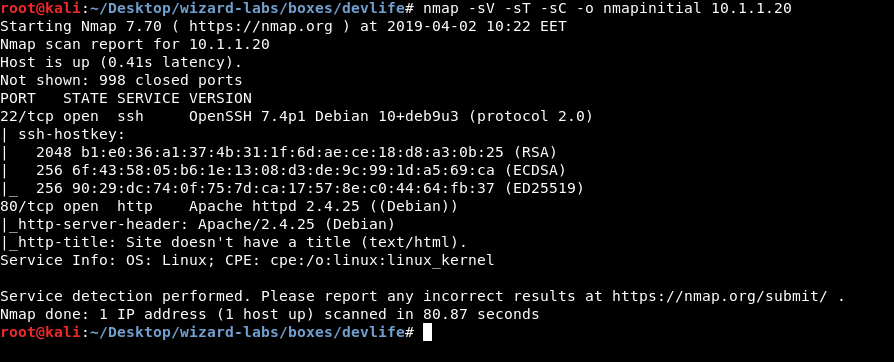 root@kali:~/Desktop/wizard-labs/boxes/devlife# nmap -sV -sT -sC -o nmapinitial 10.1.1.20
Starting Nmap 7.70 ( https://nmap.org ) at 2019-04-02 10:22 EET
Nmap scan report for 10.1.1.20
Host is up (0.41s latency).
Not shown: 998 closed ports
PORT   STATE SERVICE VERSION
22/tcp open  ssh     OpenSSH 7.4p1 Debian 10+deb9u3 (protocol 2.0)
| ssh-hostkey:
|   2048 b1:e0:36:a1:37:4b:31:1f:6d:ae:ce:18:d8:a3:0b:25 (RSA)
|   256 6f:43:58:05:b6:1e:13:08:d3:de:9c:99:1d:a5:69:ca (ECDSA)
|_  256 90:29:dc:74:0f:75:7d:ca:17:57:8e:c0:44:64:fb:37 (ED25519)
80/tcp open  http    Apache httpd 2.4.25 ((Debian))
|_http-server-header: Apache/2.4.25 (Debian)
|_http-title: Site doesn't have a title (text/html).
Service Info: OS: Linux; CPE: cpe:/o:linux:linux_kernel

Service detection performed. Please report any incorrect results at https://nmap.org/submit/ .
Nmap done: 1 IP address (1 host up) scanned in 80.87 seconds
root@kali:~/Desktop/wizard-labs/boxes/devlife#